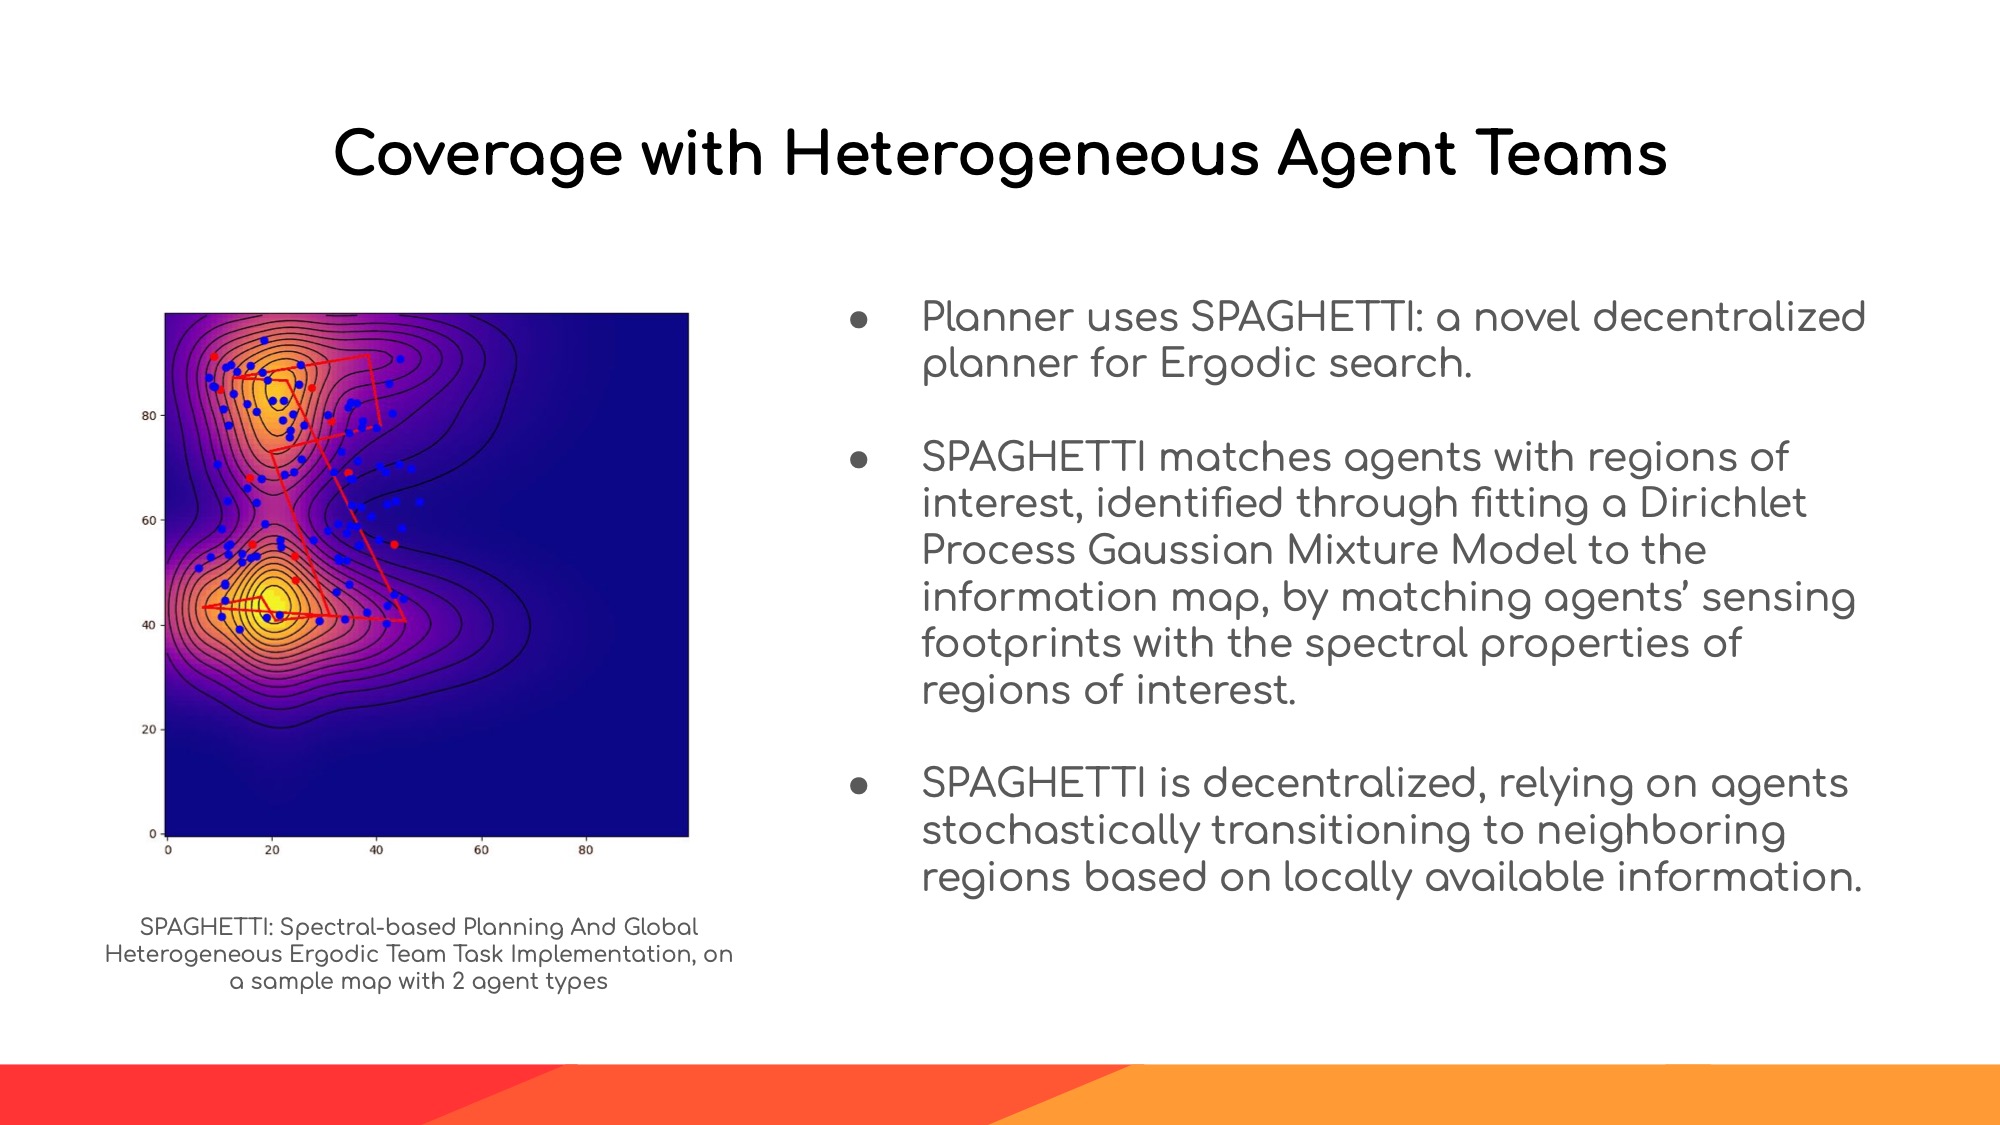 Coverage with Heterogeneous Agent Teams
80
60
40
20
0
0 20 40 60 80
SPAGHETTI: Spectral-based Planning And Global
Heterogeneous Ergodic Team Task Implementation, on
a sample map with 2 agent types
● Planner uses SPAGHETTI: a novel decentralized
planner for Ergodic search.
● SPAGHETTI matches agents with regions of
interest, identified through fitting a Dirichlet
Process Gaussian Mixture Model to the
information map, by matching agents’ sensing
footprints with the spectral properties of
regions of interest.
● SPAGHETTI is decentralized, relying on agents
stochastically transitioning to neighboring
regions based on locally available information.